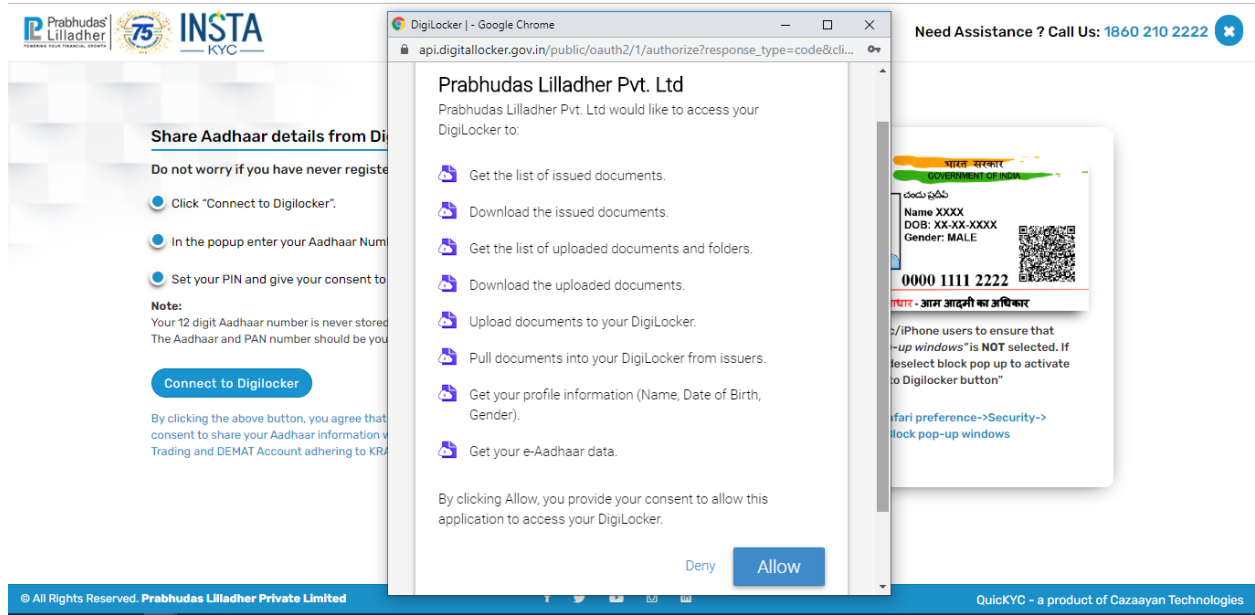 Prabhudas
Lilladher
POWERING YOUR FINANCIAL GROWTH
75
INSTA
KYC
Need Assistance ? Call Us: 1860 210 2222
DigiLocker | - Google Chrome
api.digitallocker.gov.in/public/oauth2/1/authorize?response_type=code&cli...
Share Aadhaar details from Di
Do not worry if you have never registe
Click “Connect to Digilocker”.
In the popup enter your Aadhaar Num
Set your PIN and give your consent to
Note:
Your 12 digit Aadhaar number is never stored
The Aadhaar and PAN number should be you
Connect to Digilocker
By clicking the above button, you agree that
consent to share your Aadhaar information
Trading and DEMAT Account adhering to KRA
Prabhudas Lilladher Pvt. Ltd
Prabhudas Lilladher Pvt. Ltd would like to access your
DigiLocker to:
Get the list of issued documents.
Download the issued documents.
Get the list of uploaded documents and folders.
Download the uploaded documents.
Upload documents to your DigiLocker.
Pull documents into your DigiLocker from issuers.
Get your profile information (Name, Date of Birth,
Gender).
Get your e-Aadhaar data.
By clicking Allow, you provide your consent to allow this
application to access your DigiLocker.
Deny
Allow
भारत सरकार
GOVERNMENT OF INDIA
చందు ప్రదీప్
Name XXXX
DOB: XX-XX-XXXX
Gender: MALE
0000 1111 2222
धार - आम आदमी का अधिकार
c/iPhone users to ensure that
-up windows” is NOT selected. If
deselect block pop up to activate
to Digilocker button”
fari preference->Security->
lock pop-up windows
© All Rights Reserved. Prabhudas Lilladher Private Limited
QuicKYC - a product of Cazaayan Technologies